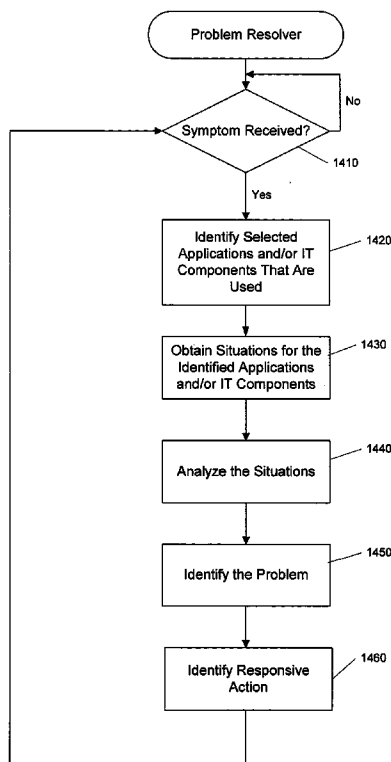 Problem Resolver
No
Symptom Received?
1410
Yes
Identify Selected
Applications and/or IT
Components That Are
Used
1420
Obtain Situations for the
Identified Applications
and/or IT Components
1430
Analyze the Situations
1440
Identify the Problem
1450
Identify Responsive
Action
1460